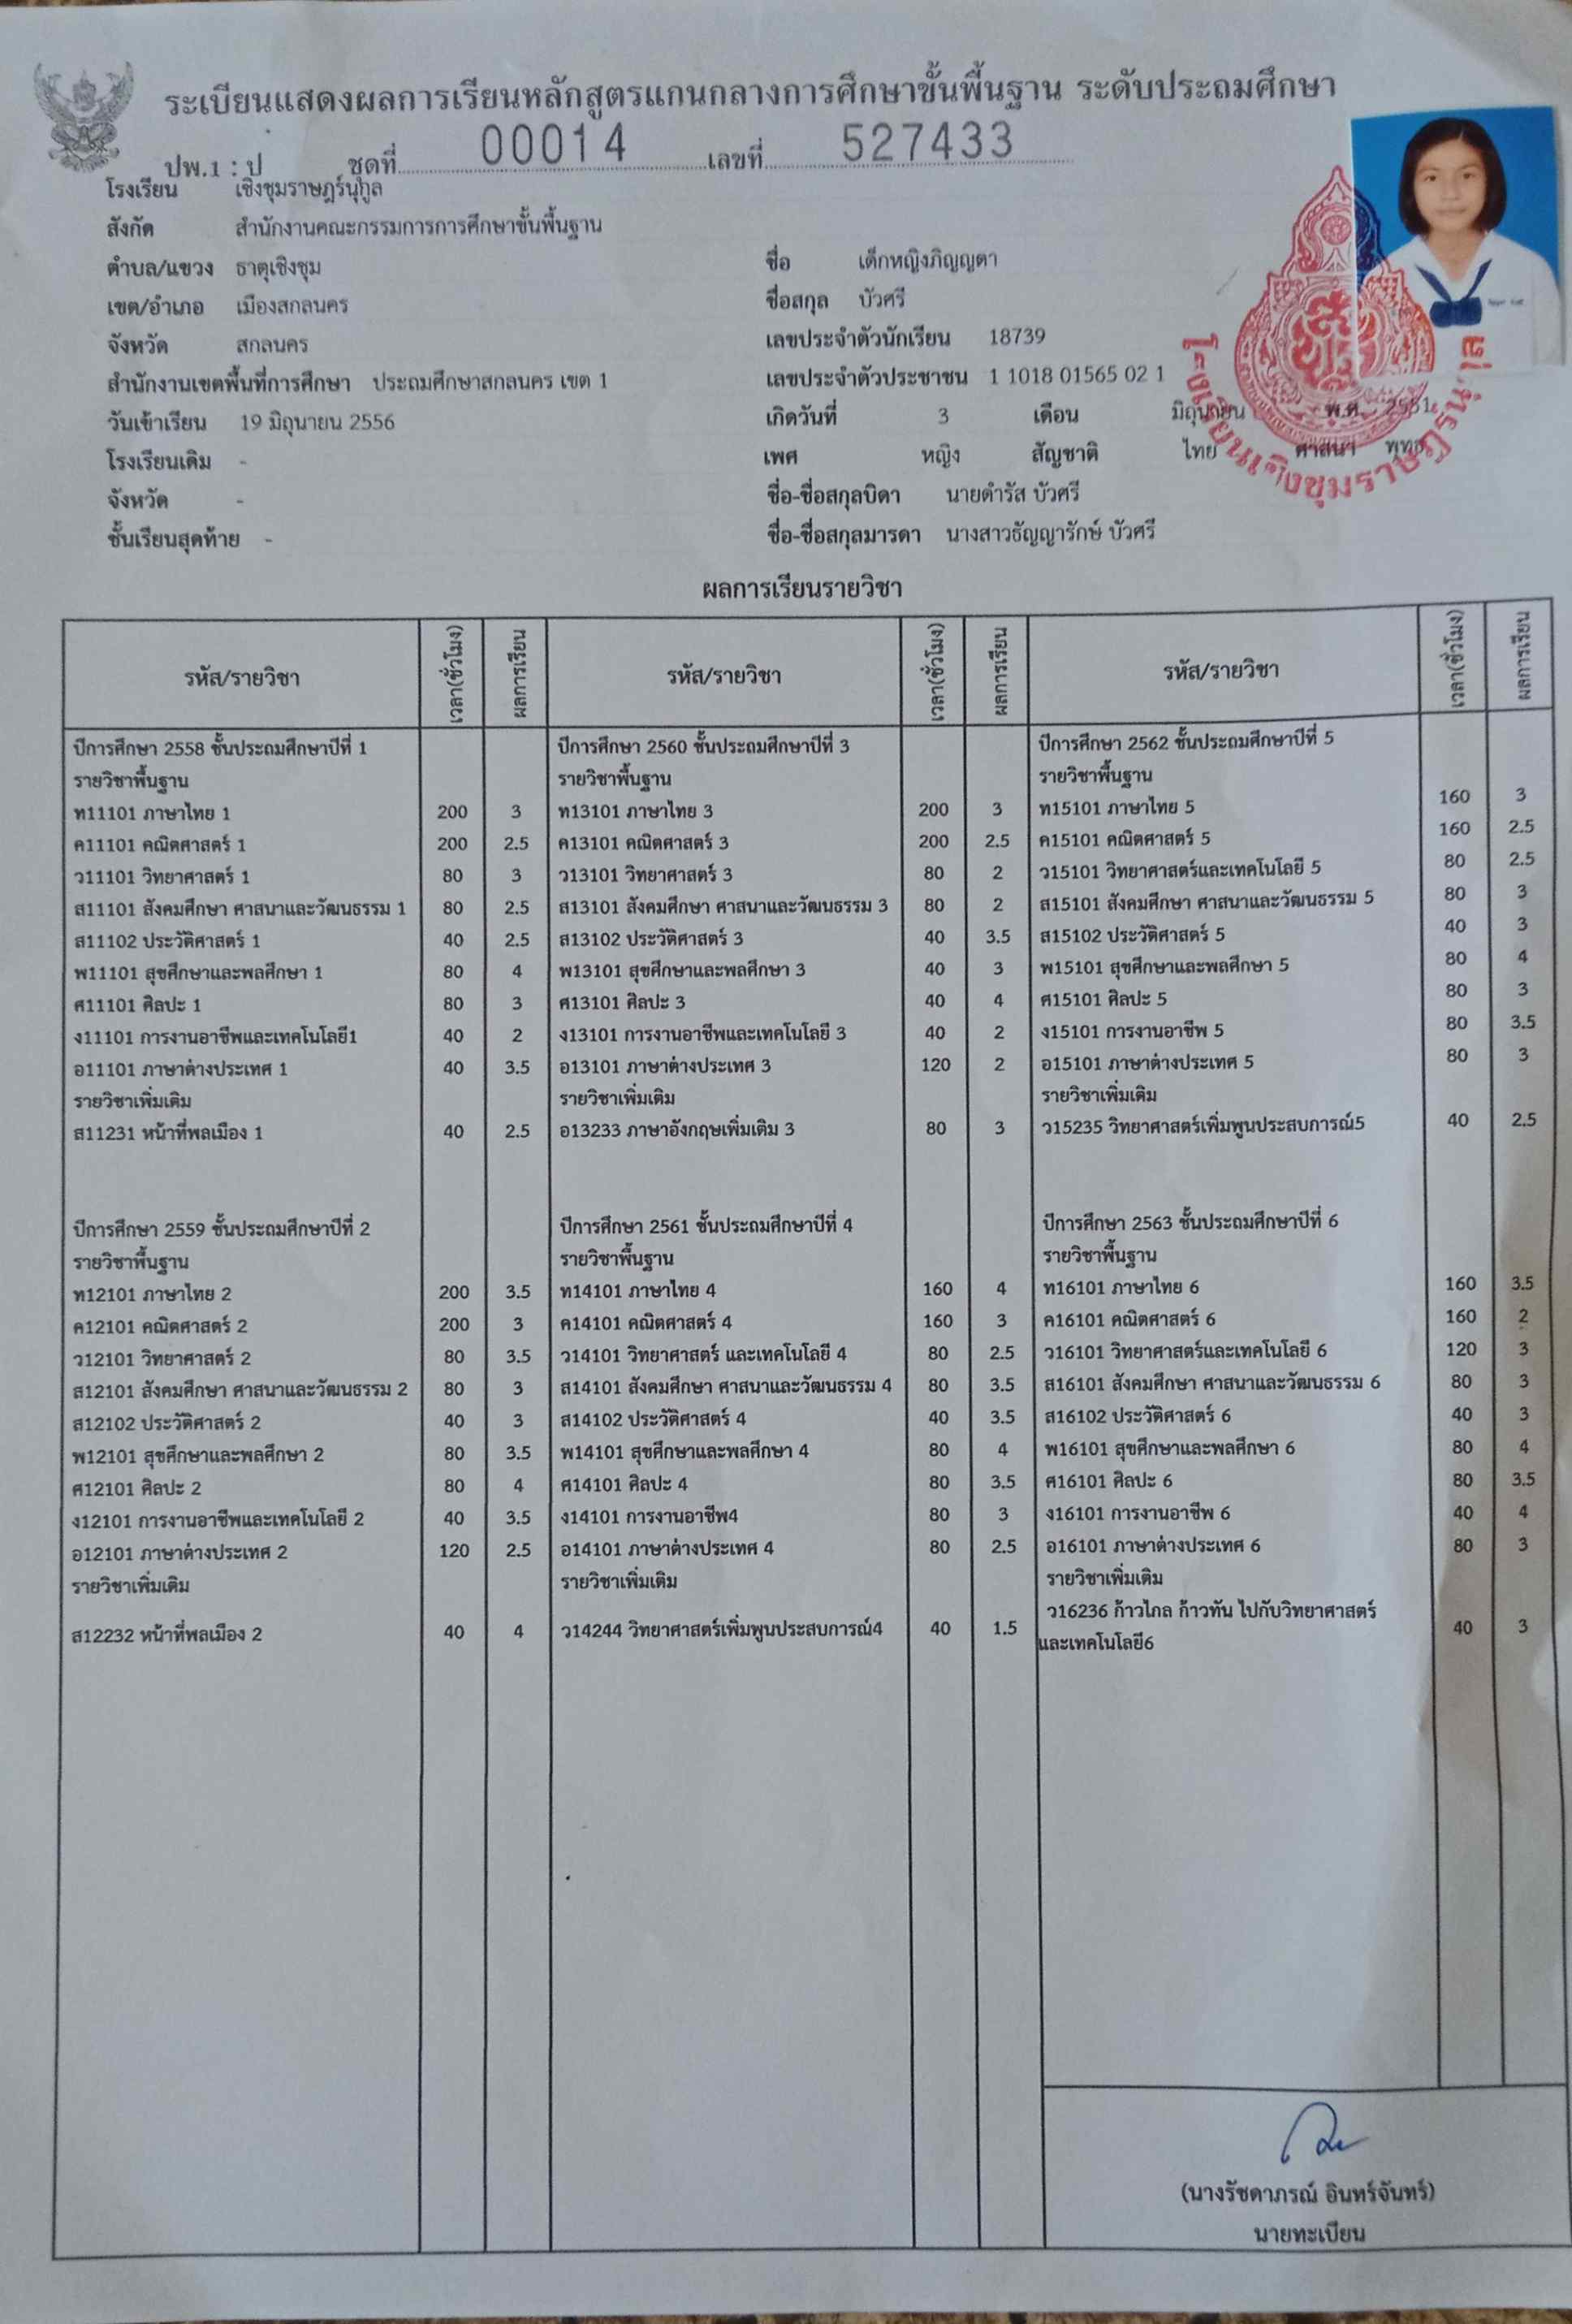 ระเบียนแสดงผลการเรียนหลักสูตรแกนกลางการศึกษาขั้นพื้นฐาน ระดับประถมศึกษา
ปพ.1 : ป ชุดที่ 00014 เลขที่ 527433
โรงเรียน เชิงชุมราษฎร์นุกูล
สังกัด สำนักงานคณะกรรมการการศึกษาขั้นพื้นฐาน
ตำบล/แขวง ธาตุเชิงชุม
เขต/อำเภอ เมืองสกลนคร
จังหวัด สกลนคร
สำนักงานเขตพื้นที่การศึกษา ประถมศึกษาสกลนคร เขต 1
วันเข้าเรียน 19 มิถุนายน 2556
โรงเรียนเดิม -
จังหวัด -
ชั้นเรียนสุดท้าย -
ชื่อ เด็กหญิงภิญญตา
ชื่อสกุล บัวศรี
เลขประจำตัวนักเรียน 18739
เลขประจำตัวประชาชน 1 1018 01565 02 1
เกิดวันที่ 3 เดือน มิถุนายน พ.ศ. 2551
เพศ หญิง สัญชาติ ไทย ศาสนา พุทธ
ชื่อ-ชื่อสกุลบิดา นายดำรัส บัวศรี
ชื่อ-ชื่อสกุลมารดา นางสาวธัญญารักษ์ บัวศรี
โรงเรียนเชิงชุมราษฎร์นุกูล
ผลการเรียนรายวิชา
รหัส/รายวิชา เวลา(ชั่วโมง) ผลการเรียน
ปีการศึกษา 2558 ชั้นประถมศึกษาปีที่ 1
รายวิชาพื้นฐาน
ท11101 ภาษาไทย 1 200 3
ค11101 คณิตศาสตร์ 1 200 2.5
ว11101 วิทยาศาสตร์ 1 80 3
ส11101 สังคมศึกษา ศาสนาและวัฒนธรรม 1 80 2.5
ส11102 ประวัติศาสตร์ 1 40 2.5
พ11101 สุขศึกษาและพลศึกษา 1 80 4
ศ11101 ศิลปะ 1 80 3
ง11101 การงานอาชีพและเทคโนโลยี1 40 2
อ11101 ภาษาต่างประเทศ 1 40 3.5
รายวิชาเพิ่มเติม
ส11231 หน้าที่พลเมือง 1 40 2.5
ปีการศึกษา 2559 ชั้นประถมศึกษาปีที่ 2
รายวิชาพื้นฐาน
ท12101 ภาษาไทย 2 200 3.5
ค12101 คณิตศาสตร์ 2 200 3
ว12101 วิทยาศาสตร์ 2 80 3.5
ส12101 สังคมศึกษา ศาสนาและวัฒนธรรม 2 80 3
ส12102 ประวัติศาสตร์ 2 40 3
พ12101 สุขศึกษาและพลศึกษา 2 80 3.5
ศ12101 ศิลปะ 2 80 4
ง12101 การงานอาชีพและเทคโนโลยี 2 40 3.5
อ12101 ภาษาต่างประเทศ 2 120 2.5
รายวิชาเพิ่มเติม
ส12232 หน้าที่พลเมือง 2 40 4
รหัส/รายวิชา เวลา(ชั่วโมง) ผลการเรียน
ปีการศึกษา 2560 ชั้นประถมศึกษาปีที่ 3
รายวิชาพื้นฐาน
ท13101 ภาษาไทย 3 200 3
ค13101 คณิตศาสตร์ 3 200 2.5
ว13101 วิทยาศาสตร์ 3 80 2
ส13101 สังคมศึกษา ศาสนาและวัฒนธรรม 3 80 2
ส13102 ประวัติศาสตร์ 3 40 3.5
พ13101 สุขศึกษาและพลศึกษา 3 40 3
ศ13101 ศิลปะ 3 40 4
ง13101 การงานอาชีพและเทคโนโลยี 3 40 2
อ13101 ภาษาต่างประเทศ 3 120 2
รายวิชาเพิ่มเติม
อ13233 ภาษาอังกฤษเพิ่มเติม 3 80 3
ปีการศึกษา 2561 ชั้นประถมศึกษาปีที่ 4
รายวิชาพื้นฐาน
ท14101 ภาษาไทย 4 160 4
ค14101 คณิตศาสตร์ 4 160 3
ว14101 วิทยาศาสตร์ และเทคโนโลยี 4 80 2.5
ส14101 สังคมศึกษา ศาสนาและวัฒนธรรม 4 80 3.5
ส14102 ประวัติศาสตร์ 4 40 3.5
พ14101 สุขศึกษาและพลศึกษา 4 80 4
ศ14101 ศิลปะ 4 80 3.5
ง14101 การงานอาชีพ4 80 3
อ14101 ภาษาต่างประเทศ 4 80 2.5
รายวิชาเพิ่มเติม
ว14244 วิทยาศาสตร์เพิ่มพูนประสบการณ์4 40 1.5
รหัส/รายวิชา เวลา(ชั่วโมง) ผลการเรียน
ปีการศึกษา 2562 ชั้นประถมศึกษาปีที่ 5
รายวิชาพื้นฐาน
ท15101 ภาษาไทย 5 160 3
ค15101 คณิตศาสตร์ 5 160 2.5
ว15101 วิทยาศาสตร์และเทคโนโลยี 5 80 2.5
ส15101 สังคมศึกษา ศาสนาและวัฒนธรรม 5 80 3
ส15102 ประวัติศาสตร์ 5 40 3
พ15101 สุขศึกษาและพลศึกษา 5 80 4
ศ15101 ศิลปะ 5 80 3
ง15101 การงานอาชีพ 5 80 3.5
อ15101 ภาษาต่างประเทศ 5 80 3
รายวิชาเพิ่มเติม
ว15235 วิทยาศาสตร์เพิ่มพูนประสบการณ์5 40 2.5
ปีการศึกษา 2563 ชั้นประถมศึกษาปีที่ 6
รายวิชาพื้นฐาน
ท16101 ภาษาไทย 6 160 3.5
ค16101 คณิตศาสตร์ 6 160 2
ว16101 วิทยาศาสตร์และเทคโนโลยี 6 120 3
ส16101 สังคมศึกษา ศาสนาและวัฒนธรรม 6 80 3
ส16102 ประวัติศาสตร์ 6 40 3
พ16101 สุขศึกษาและพลศึกษา 6 80 4
ศ16101 ศิลปะ 6 80 3.5
ง16101 การงานอาชีพ 6 40 4
อ16101 ภาษาต่างประเทศ 6 80 3
รายวิชาเพิ่มเติม
ว16236 ก้าวไกล ก้าวทัน ไปกับวิทยาศาสตร์
และเทคโนโลยี6 40 3
(นางรัชดาภรณ์ อินทร์จันทร์)
นายทะเบียน